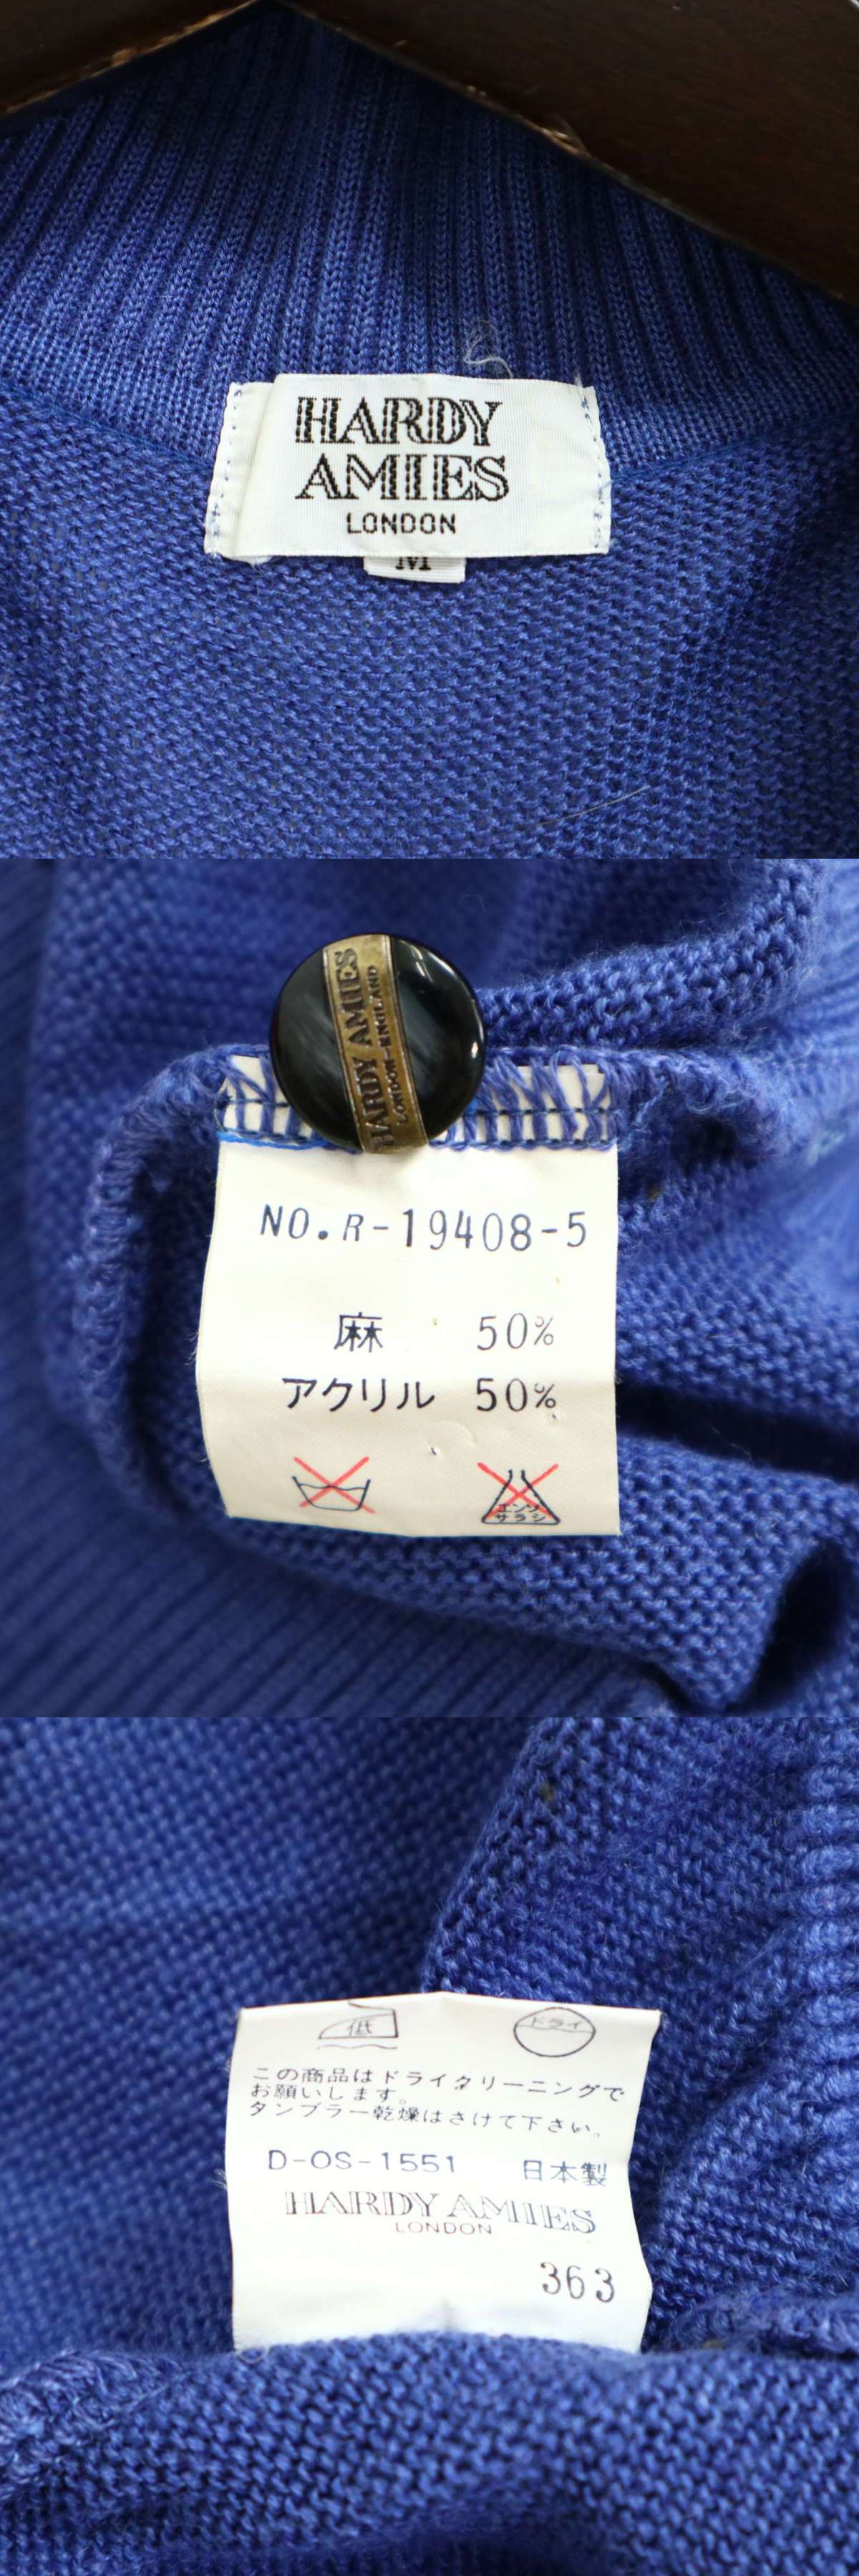 HARDY
AMIES
LONDON
M
HARDY AMIES
LONDON-ENGLAND
NO.R-19408-5
麻 50%
アクリル 50%
エンソ
サラシ
低
ドライ
この商品はドライクリーニングで
お願いします。
タンブラー乾燥はさけて下さい。
D-OS-1551 日本製
HARDY AMIES
LONDON
363